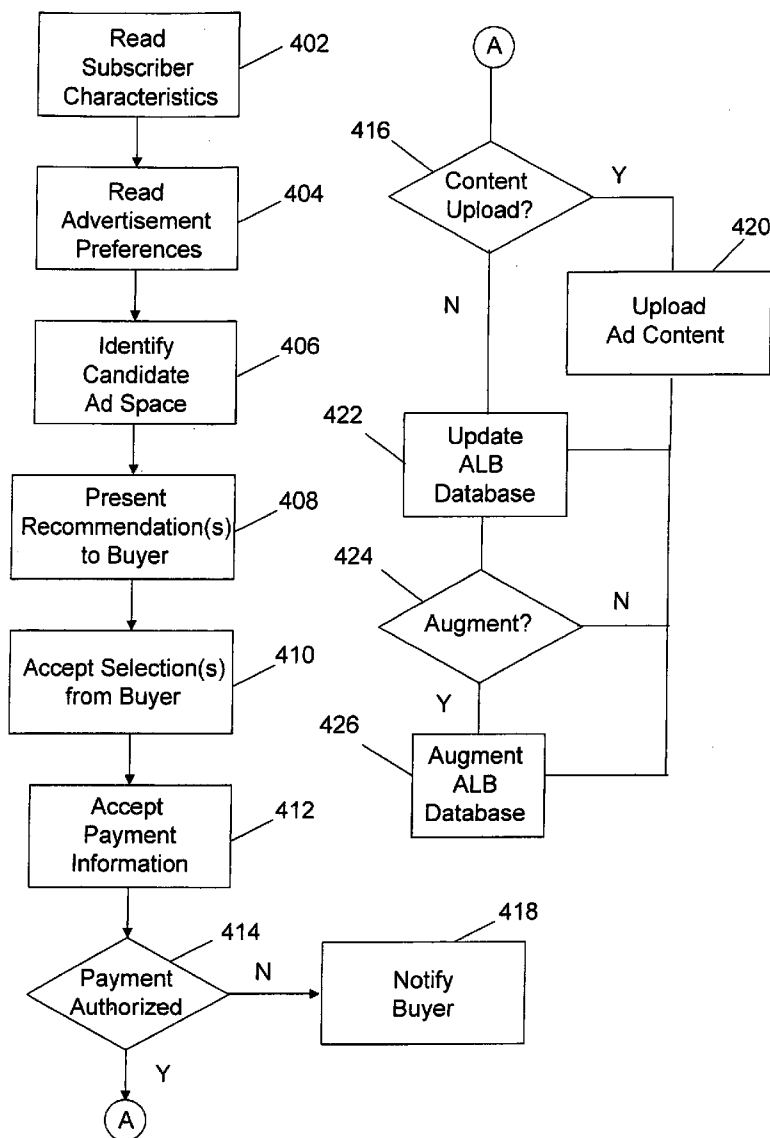 Read
Subscriber
Characteristics
402
Read
Advertisement
Preferences
404
Identify
Candidate
Ad Space
406
Present
Recommendation(s)
to Buyer
408
Accept Selection(s)
from Buyer
410
Accept
Payment
Information
412
Payment
Authorized
414
N
Y
Notify
Buyer
418
A
A
416
Content
Upload?
Y
N
420
Upload
Ad Content
422
Update
ALB
Database
424
Augment?
N
Y
426
Augment
ALB
Database